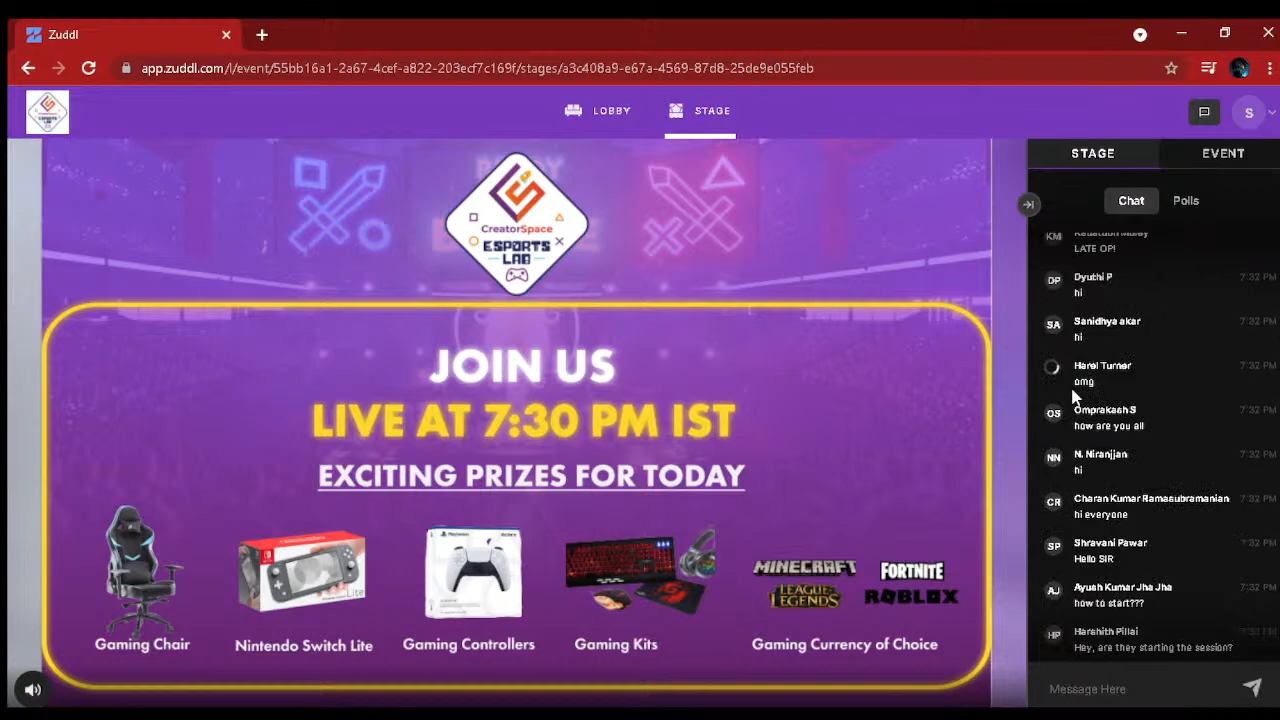 Zuddl
app.zuddl.com/l/event/55bb16a1-2a67-4cef-a822-203ecf7c169f/stages/a3c408a9-e67a-4569-87d8-25de9e055feb
LOBBY
STAGE
S
CreatorSpace
ESPORTS
LAB
JOIN US
LIVE AT 7:30 PM IST
EXCITING PRIZES FOR TODAY
PlayStation
SONY
Lite
MINECRAFT
FORTNITE
LEAGUE
LEGENDS
ROBLOX
Gaming Chair
Nintendo Switch Lite
Gaming Controllers
Gaming Kits
Gaming Currency of Choice
STAGE
EVENT
Chat
Polls
KM
LATE OP!
DP
Dyuthi P
7:32 PM
hi
SA
Sanidhya akar
7:32 PM
hi
Harel Turner
7:32 PM
omg
OS
Omprakash S
7:32 PM
how are you all
NN
N. Niranjjan
7:32 PM
hi
CR
Charan Kumar Ramasubramanian
7:32 PM
hi everyone
SP
Shravani Pawar
7:32 PM
Hello SIR
AJ
Ayush Kumar Jha Jha
7:32 PM
how to start???
HP
Harshith Pillai
Hey, are they starting the session?
Message Here